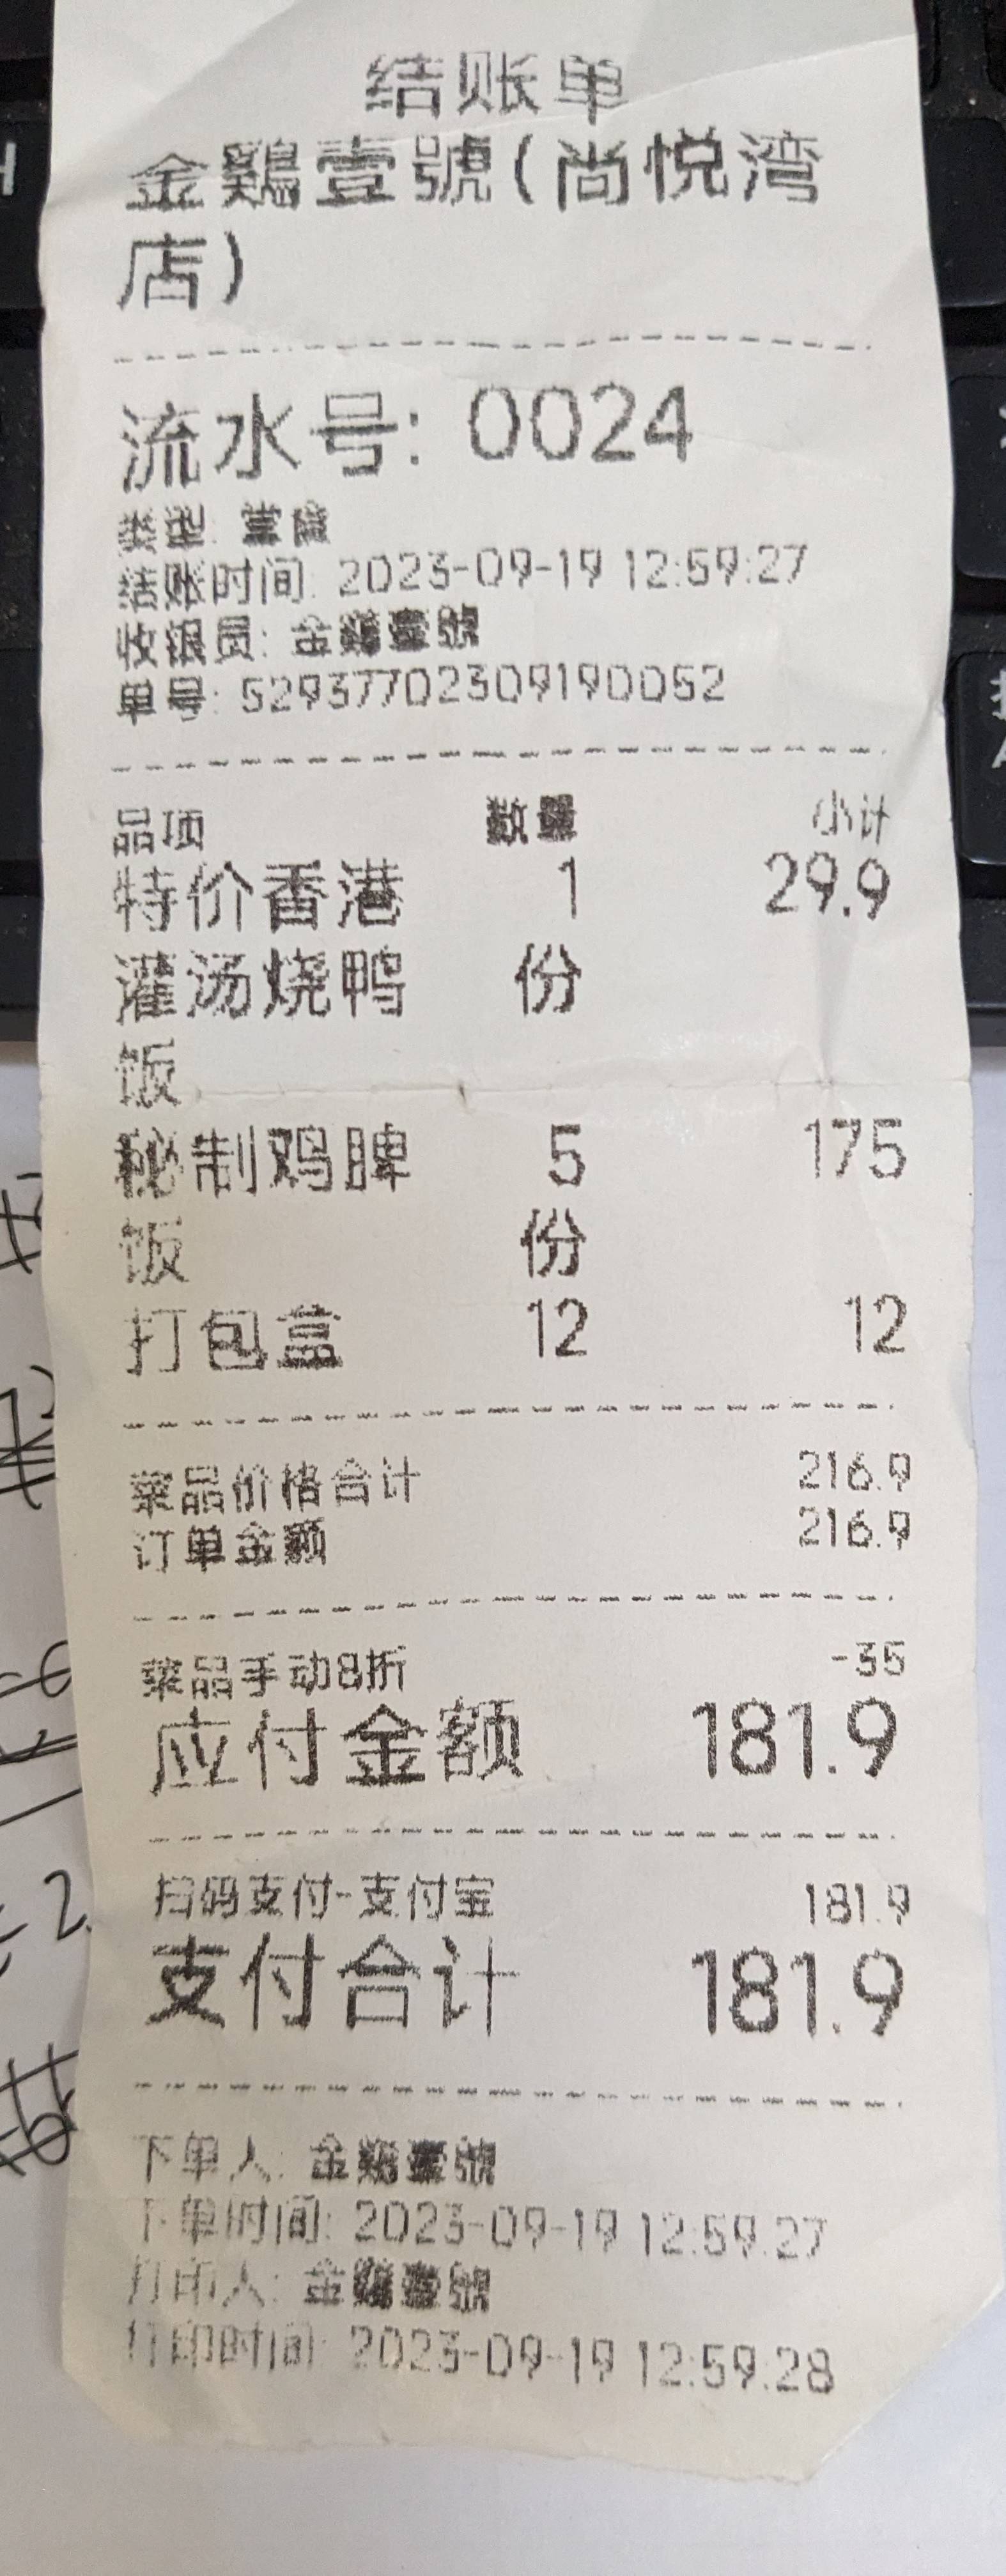 结账单
金鷄壹號(尚悦湾
店)
流水号: 0024
类型: 堂食
结账时间: 2023-09-19 12:59:27
收银员: 金鷄壹號
单号: 52937702309190052
品项 数量 小计
特价香港 1 29.9
灌汤烧鸭 份
饭
秘制鸡脾 5 175
饭 份
打包盒 12 12
菜品价格合计 216.9
订单金额 216.9
菜品手动8折 -35
应付金额 181.9
扫码支付-支付宝 181.9
支付合计 181.9
下单人: 金鷄壹號
下单时间: 2023-09-19 12:59:27
打印人: 金鷄壹號
打印时间: 2023-09-19 12:59:28